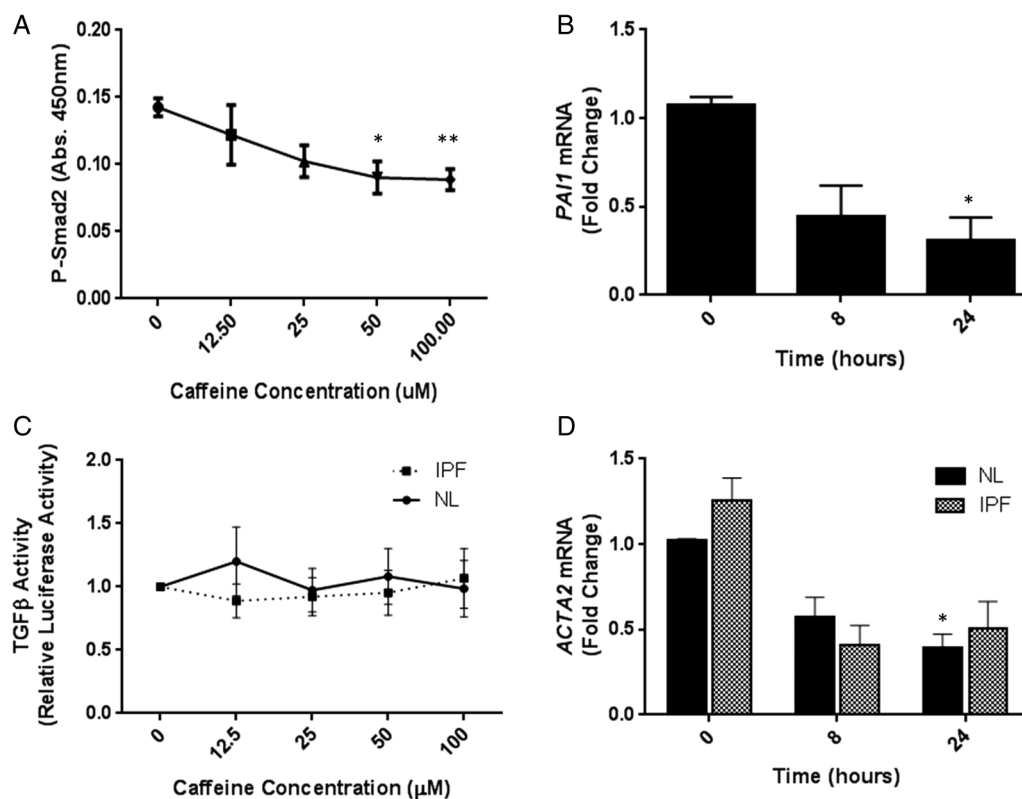 A
P-Smad2 (Abs. 450nm)
0.20
0.15
0.10
0.05
0.00
*
**
0
12.50
25
50
100.00
Caffeine Concentration (uM)
B
PAI1 mRNA
(Fold Change)
1.5
1.0
0.5
0.0
*
0
8
24
Time (hours)
C
TGFβ Activity
(Relative Luciferase Activity)
2.0
1.5
1.0
0.5
0.0
IPF
NL
0
12.5
25
50
100
Caffeine Concentration (μM)
D
ACTA2 mRNA
(Fold Change)
1.5
1.0
0.5
0.0
NL
IPF
*
0
8
24
Time (hours)